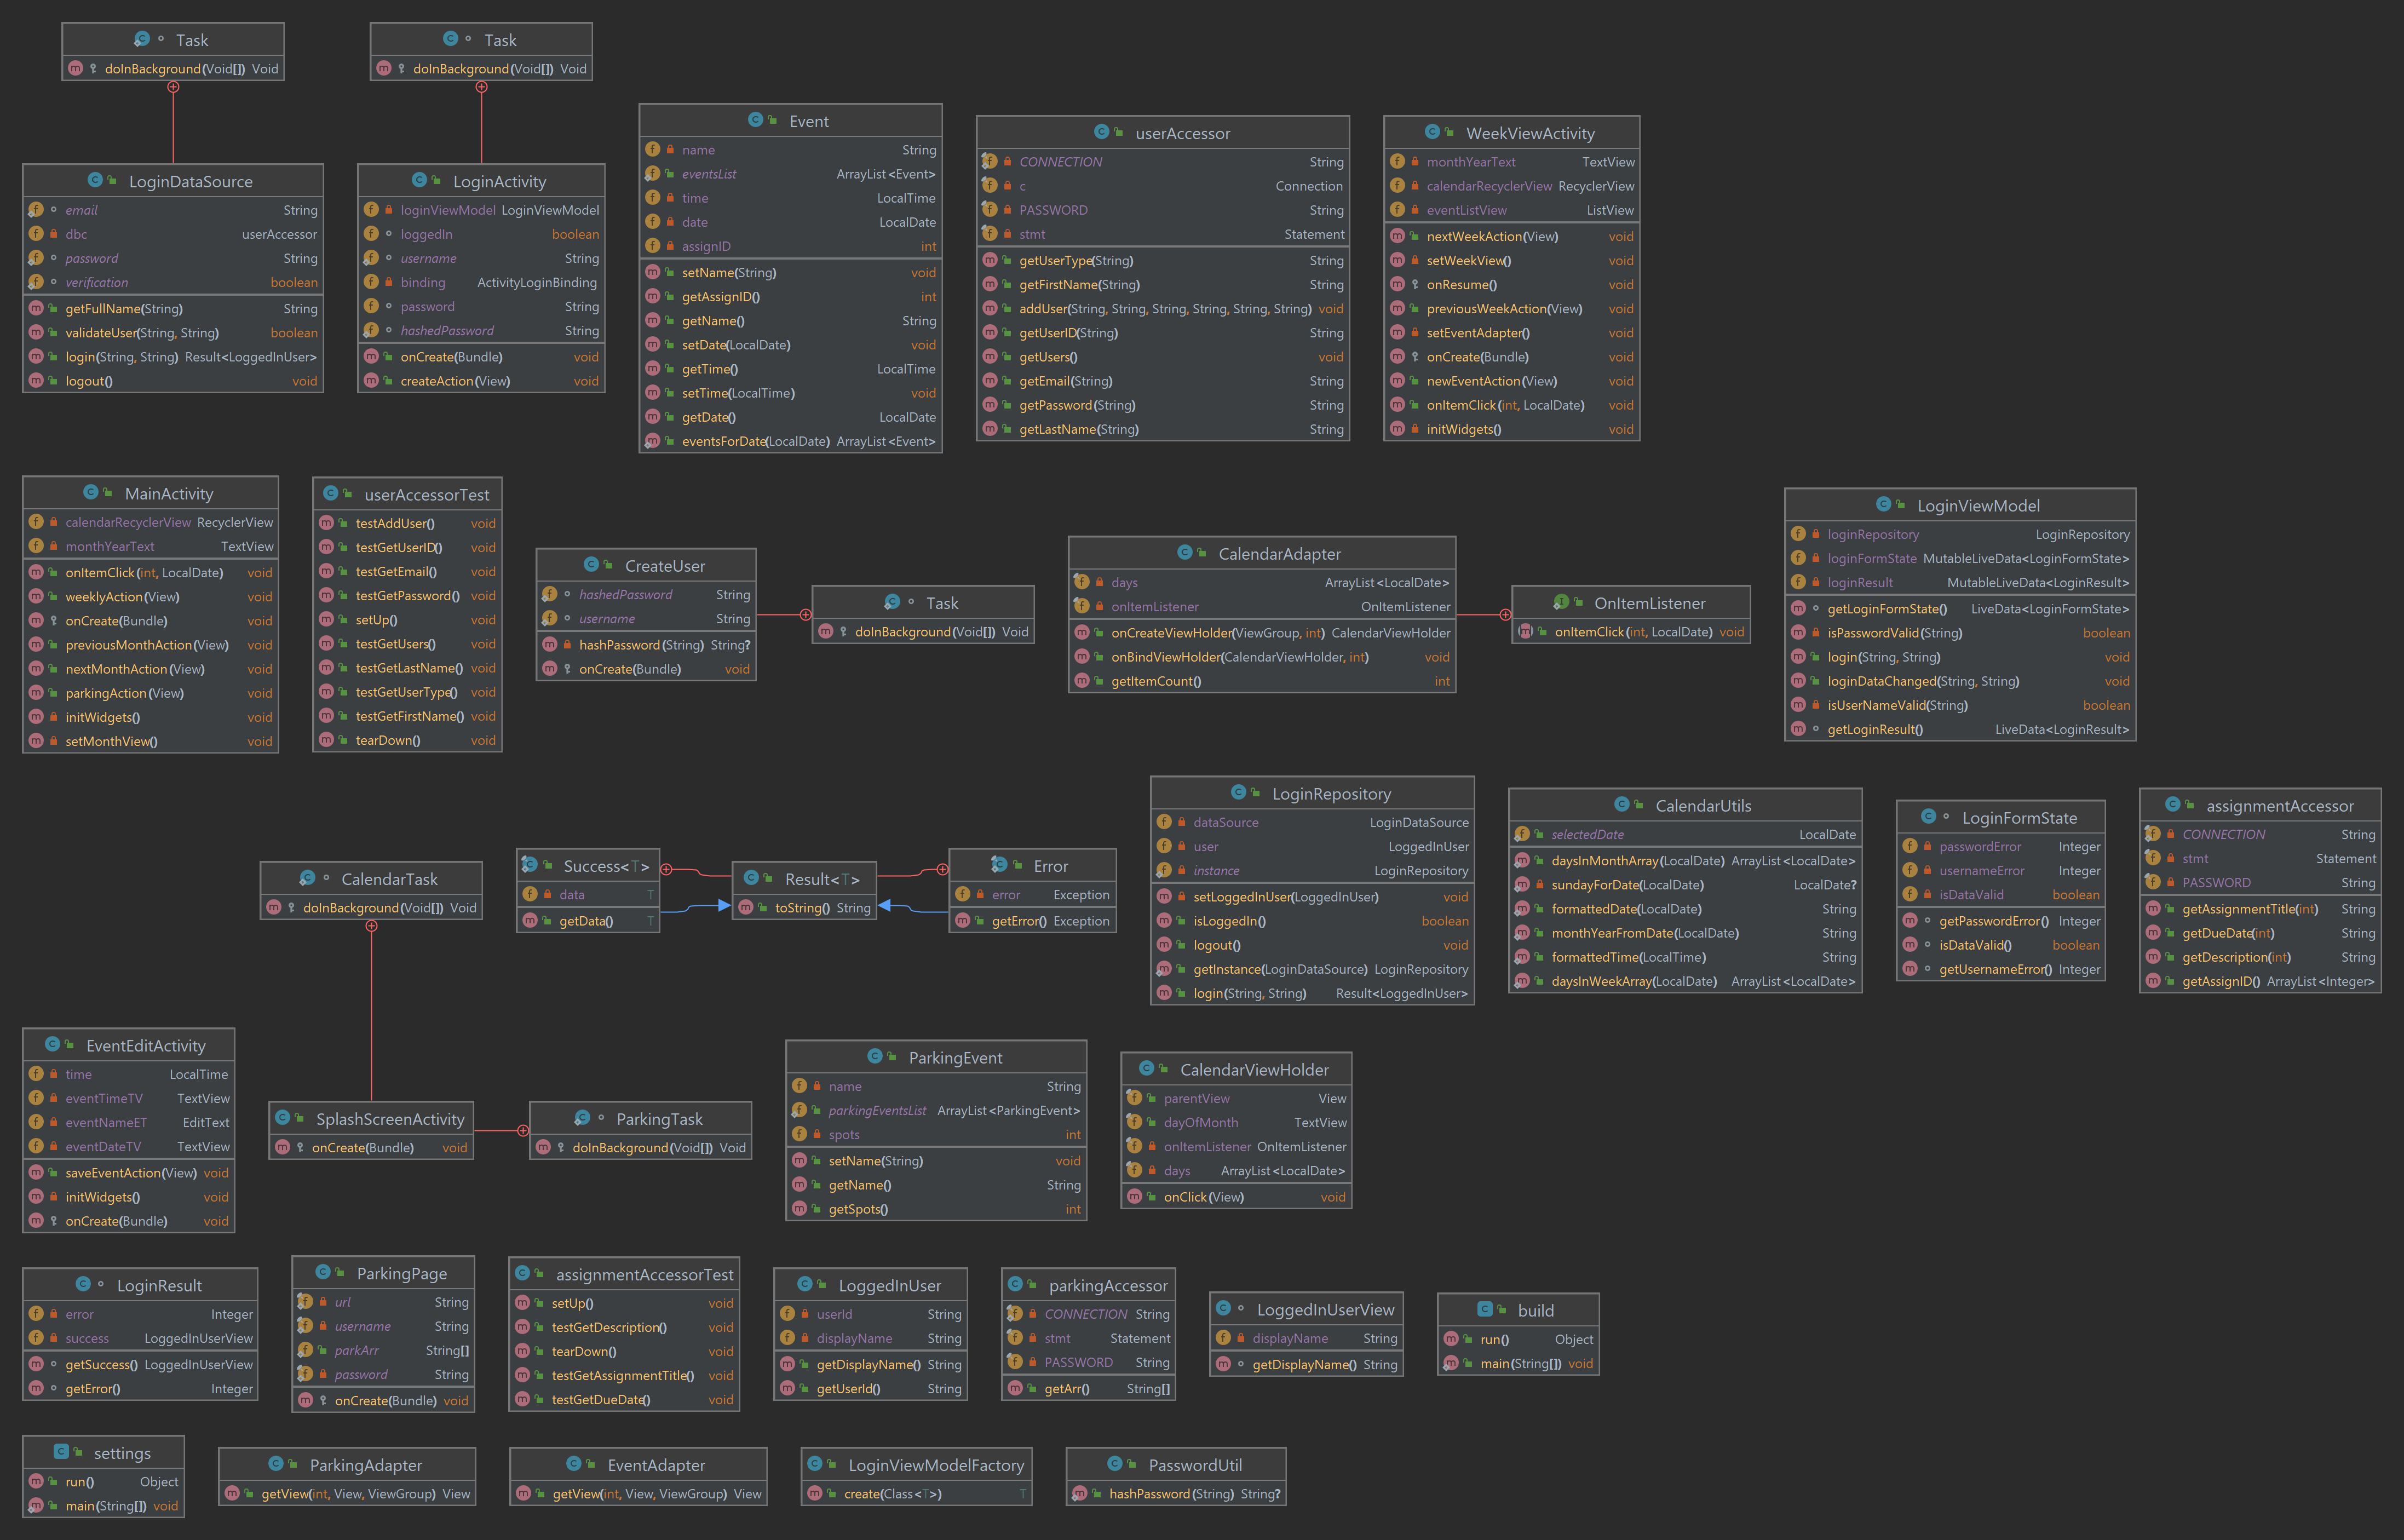 Task
doInBackground(Void[]) Void
Task
doInBackground(Void[]) Void
LoginDataSource
email String
dbc userAccessor
password String
verification boolean
getFullName(String) String
validateUser(String, String) boolean
login(String, String) Result<LoggedInUser>
logout() void
LoginActivity
loginViewModel LoginViewModel
loggedIn boolean
username String
binding ActivityLoginBinding
password String
hashedPassword String
onCreate(Bundle) void
createAction(View) void
Event
name String
eventsList ArrayList<Event>
time LocalTime
date LocalDate
assignID int
setName(String) void
getAssignID() int
getName() String
setDate(LocalDate) void
getTime() LocalTime
setTime(LocalTime) void
getDate() LocalDate
eventsForDate(LocalDate) ArrayList<Event>
userAccessor
CONNECTION String
c Connection
PASSWORD String
stmt Statement
getUserType(String) String
getFirstName(String) String
addUser(String, String, String, String, String, String) void
getUserID(String) String
getUsers() void
getEmail(String) String
getPassword(String) String
getLastName(String) String
WeekViewActivity
monthYearText TextView
calendarRecyclerView RecyclerView
eventListView ListView
nextWeekAction(View) void
setWeekView() void
onResume() void
previousWeekAction(View) void
setEventAdapter() void
onCreate(Bundle) void
newEventAction(View) void
onItemClick(int, LocalDate) void
initWidgets() void
MainActivity
calendarRecyclerView RecyclerView
monthYearText TextView
onItemClick(int, LocalDate) void
weeklyAction(View) void
onCreate(Bundle) void
previousMonthAction(View) void
nextMonthAction(View) void
parkingAction(View) void
initWidgets() void
setMonthView() void
userAccessorTest
testAddUser() void
testGetUserID() void
testGetEmail() void
testGetPassword() void
setUp() void
testGetUsers() void
testGetLastName() void
testGetUserType() void
testGetFirstName() void
tearDown() void
CreateUser
hashedPassword String
username String
hashPassword(String) String?
onCreate(Bundle) void
Task
doInBackground(Void[]) Void
CalendarAdapter
days ArrayList<LocalDate>
onItemListener OnItemListener
onCreateViewHolder(ViewGroup, int) CalendarViewHolder
onBindViewHolder(CalendarViewHolder, int) void
getItemCount() int
OnItemListener
onItemClick(int, LocalDate) void
LoginViewModel
loginRepository LoginRepository
loginFormState MutableLiveData<LoginFormState>
loginResult MutableLiveData<LoginResult>
getLoginFormState() LiveData<LoginFormState>
isPasswordValid(String) boolean
login(String, String) void
loginDataChanged(String, String) void
isUserNameValid(String) boolean
getLoginResult() LiveData<LoginResult>
CalendarTask
doInBackground(Void[]) Void
Success<T>
data T
getData() T
Result<T>
toString() String
Error
error Exception
getError() Exception
LoginRepository
dataSource LoginDataSource
user LoggedInUser
instance LoginRepository
setLoggedInUser(LoggedInUser) void
isLoggedIn() boolean
logout() void
getInstance(LoginDataSource) LoginRepository
login(String, String) Result<LoggedInUser>
CalendarUtils
selectedDate LocalDate
daysInMonthArray(LocalDate) ArrayList<LocalDate>
sundayForDate(LocalDate) LocalDate?
formattedDate(LocalDate) String
monthYearFromDate(LocalDate) String
formattedTime(LocalTime) String
daysInWeekArray(LocalDate) ArrayList<LocalDate>
LoginFormState
passwordError Integer
usernameError Integer
isDataValid boolean
getPasswordError() Integer
isDataValid() boolean
getUsernameError() Integer
assignmentAccessor
CONNECTION String
stmt Statement
PASSWORD String
getAssignmentTitle(int) String
getDueDate(int) String
getDescription(int) String
getAssignID() ArrayList<Integer>
EventEditActivity
time LocalTime
eventTimeTV TextView
eventNameET EditText
eventDateTV TextView
saveEventAction(View) void
initWidgets() void
onCreate(Bundle) void
SplashScreenActivity
onCreate(Bundle) void
ParkingTask
doInBackground(Void[]) Void
ParkingEvent
name String
parkingEventsList ArrayList<ParkingEvent>
spots int
setName(String) void
getName() String
getSpots() int
CalendarViewHolder
parentView View
dayOfMonth TextView
onItemListener OnItemListener
days ArrayList<LocalDate>
onClick(View) void
LoginResult
error Integer
success LoggedInUserView
getSuccess() LoggedInUserView
getError() Integer
ParkingPage
url String
username String
parkArr String[]
password String
onCreate(Bundle) void
assignmentAccessorTest
setUp() void
testGetDescription() void
tearDown() void
testGetAssignmentTitle() void
testGetDueDate() void
LoggedInUser
userId String
displayName String
getDisplayName() String
getUserId() String
parkingAccessor
CONNECTION String
stmt Statement
PASSWORD String
getArr() String[]
LoggedInUserView
displayName String
getDisplayName() String
build
run() Object
main(String[]) void
settings
run() Object
main(String[]) void
ParkingAdapter
getView(int, View, ViewGroup) View
EventAdapter
getView(int, View, ViewGroup) View
LoginViewModelFactory
create(Class<T>) T
PasswordUtil
hashPassword(String) String?